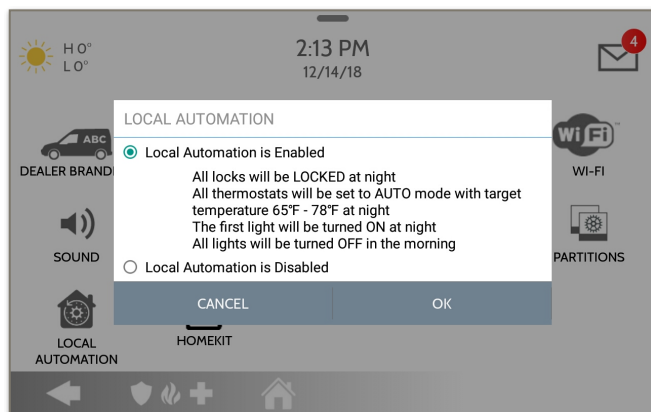 H 0°
L 0°
2:13 PM
12/14/18
4
LOCAL AUTOMATION
Local Automation is Enabled
All locks will be LOCKED at night
All thermostats will be set to AUTO mode with target
temperature 65°F - 78°F at night
The first light will be turned ON at night
All lights will be turned OFF in the morning
Local Automation is Disabled
CANCEL
OK
ABC
DEALER BRANDI
Wi Fi
WI-FI
SOUND
PARTITIONS
LOCAL
AUTOMATION
HOMEKIT